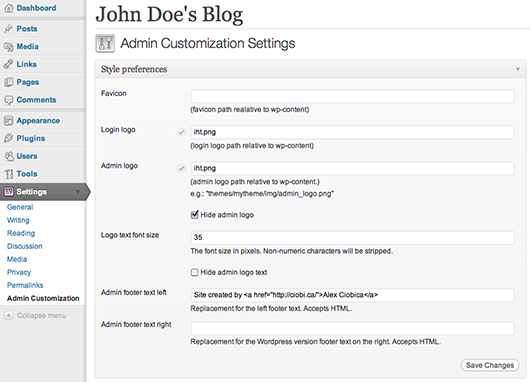 Dashboard
Posts
Media
Links
Pages
Comments
Appearance
Plugins
Users
Tools
Settings
General
Writing
Reading
Discussion
Media
Privacy
Permalinks
Admin Customization
Collapse menu
John Doe's Blog
Admin Customization Settings
Style preferences
Favicon
(favicon path realative to wp-content)
Login logo
iht.png
(login logo path relative to wp-content)
Admin logo
iht.png
(admin logo path relative to wp-content.)
e.g.: "themes/mytheme/img/admin_logo.png"
Hide admin logo
Logo text font size
35
The font size in pixels. Non-numeric characters will be stripped.
Hide admin logo text
Admin footer text left
Site created by <a href="http://ciobi.ca/">Alex Ciobica</a>
Replacement for the left footer text. Accepts HTML.
Admin footer text right
Replacement for the Wordpress version footer text on the right. Accepts HTML.
Save Changes